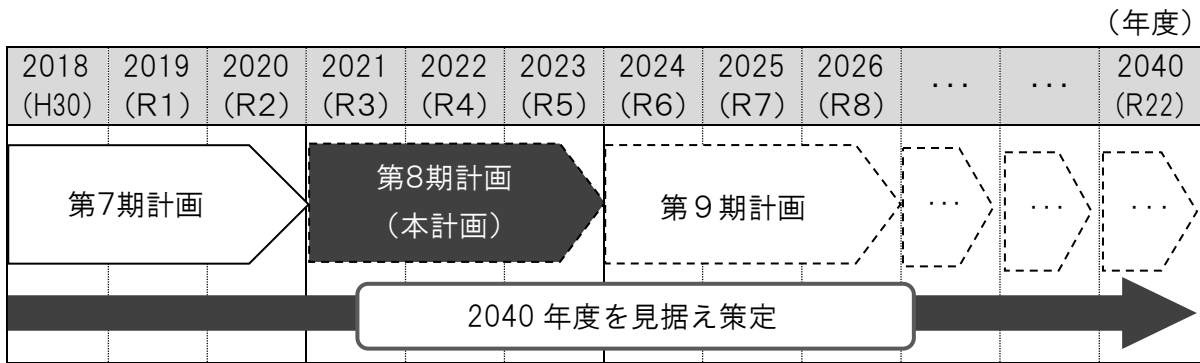 （年度）
2018 2019 2020 2021 2022 2023 2024 2025 2026 ... ... 2040
(H30) (R1) (R2) (R3) (R4) (R5) (R6) (R7) (R8) (R22)
第7期計画
第8期計画
（本計画）
第９期計画
...
...
...
2040 年度を見据え策定